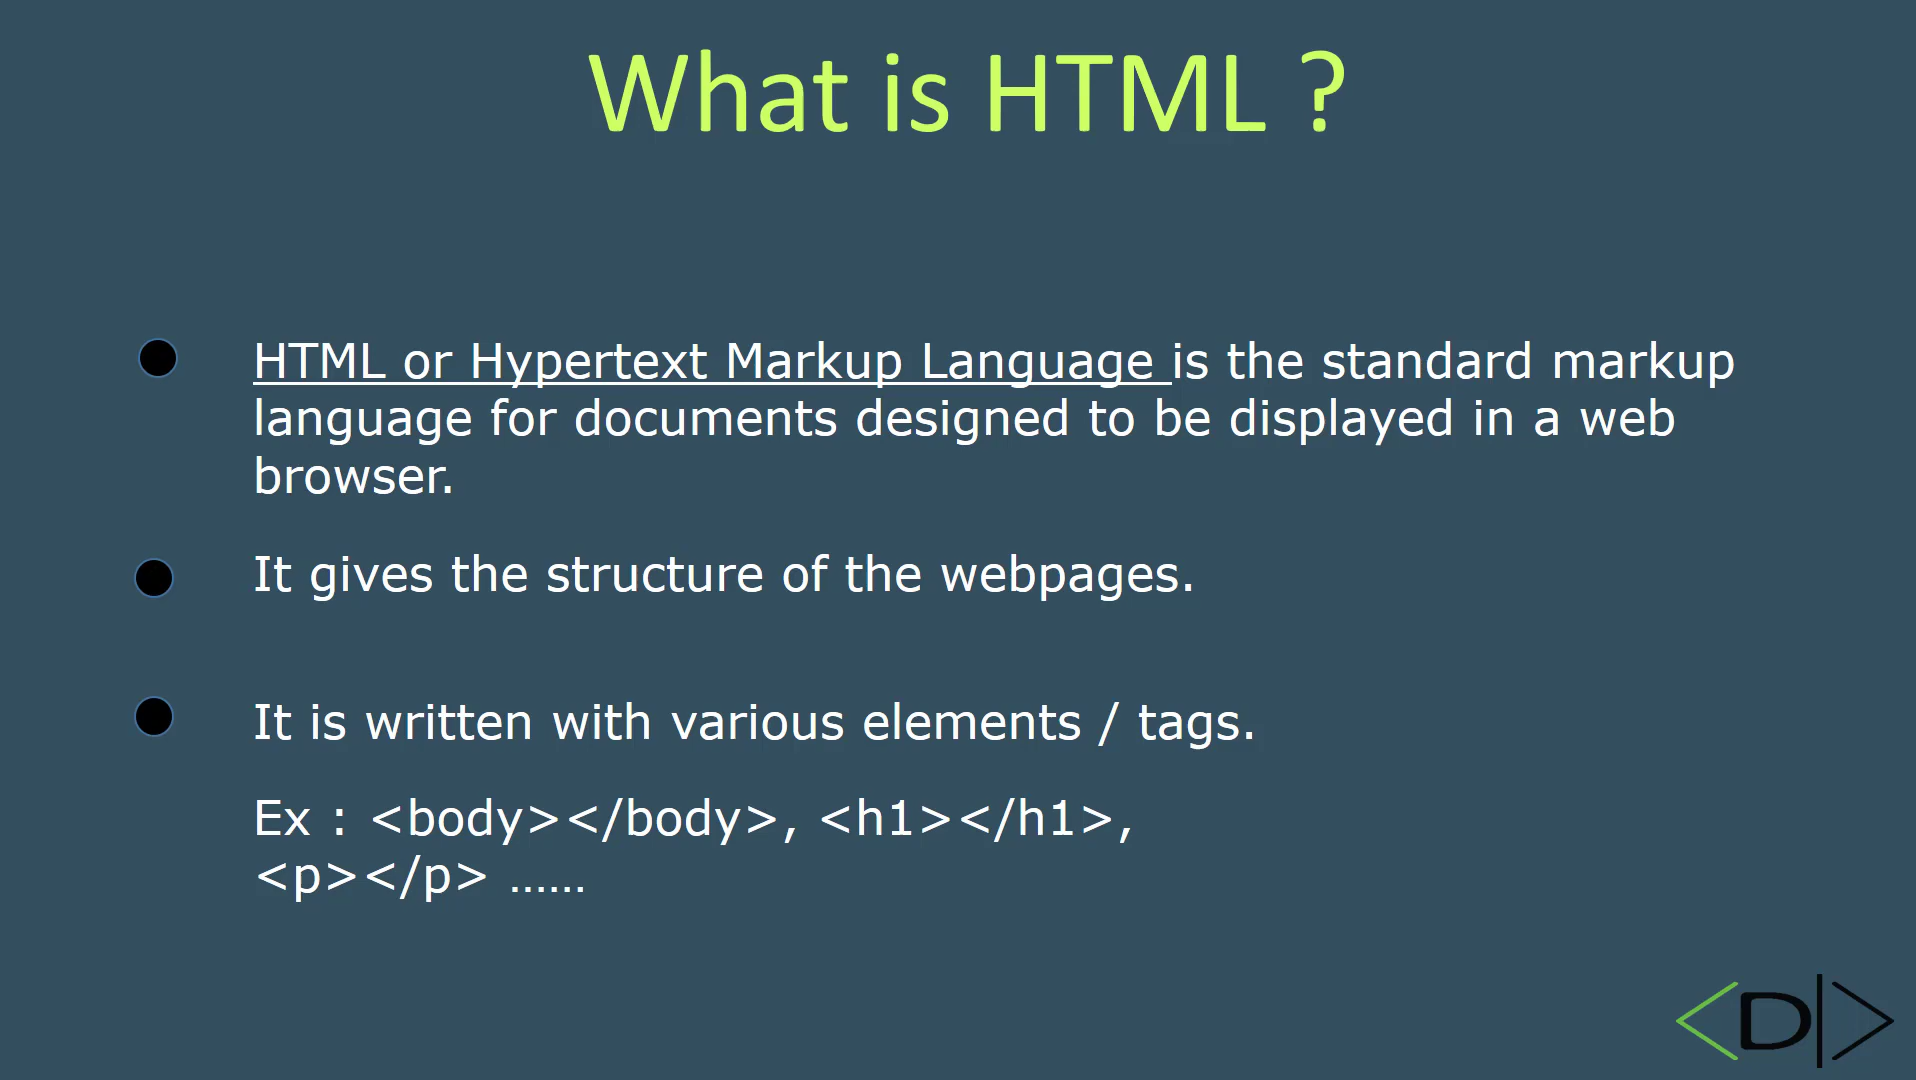 What is HTML ?
HTML or Hypertext Markup Language is the standard markup
language for documents designed to be displayed in a web
browser.
It gives the structure of the webpages.
It is written with various elements / tags.
Ex : <body></body>, <h1></h1>,
<p></p> ......
<D|>